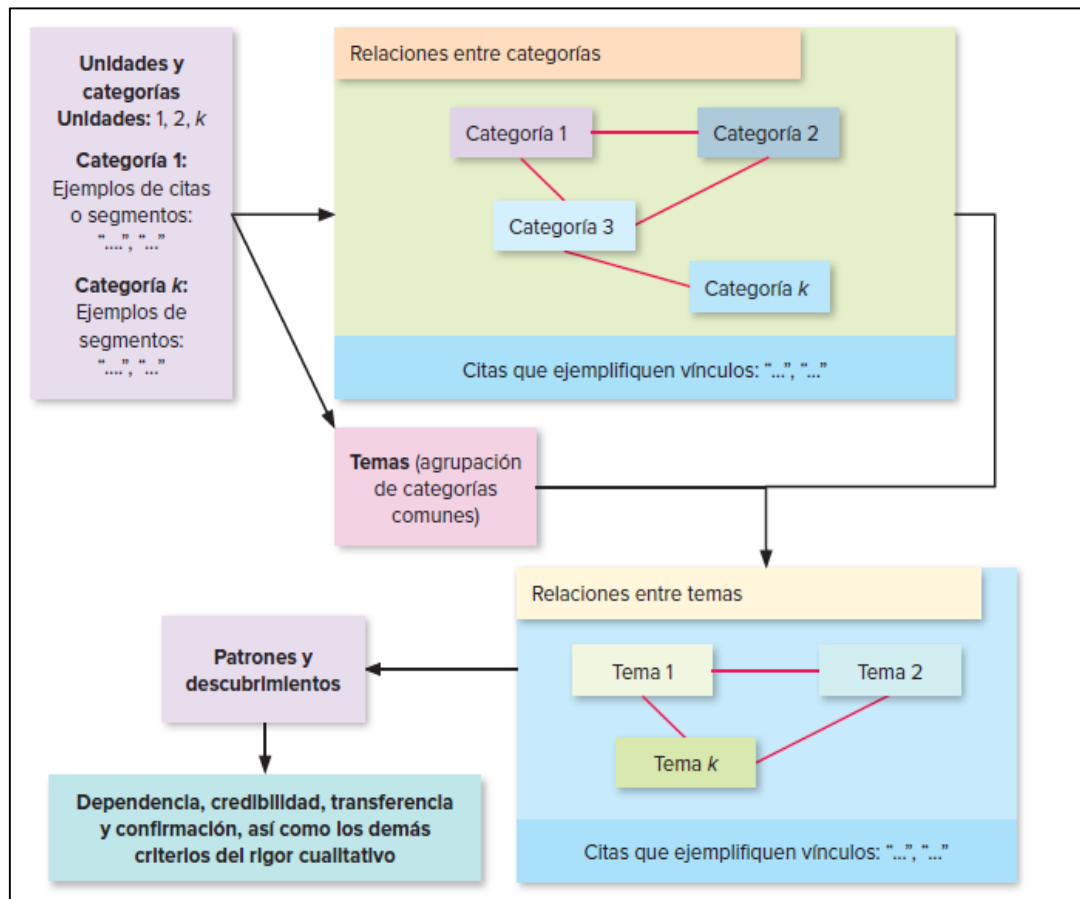 Unidades y
categorías
Unidades: 1, 2, k
Categoría 1:
Ejemplos de citas
o segmentos:
“....”, “...”
Categoría k:
Ejemplos de
segmentos:
“....”, “...”
Relaciones entre categorías
Categoría 1
Categoría 2
Categoría 3
Categoría k
Citas que ejemplifiquen vínculos: “...”, “...”
Temas (agrupación
de categorías
comunes)
Relaciones entre temas
Tema 1
Tema 2
Tema k
Citas que ejemplifiquen vínculos: “...”, “...”
Patrones y
descubrimientos
Dependencia, credibilidad, transferencia
y confirmación, así como los demás
criterios del rigor cualitativo